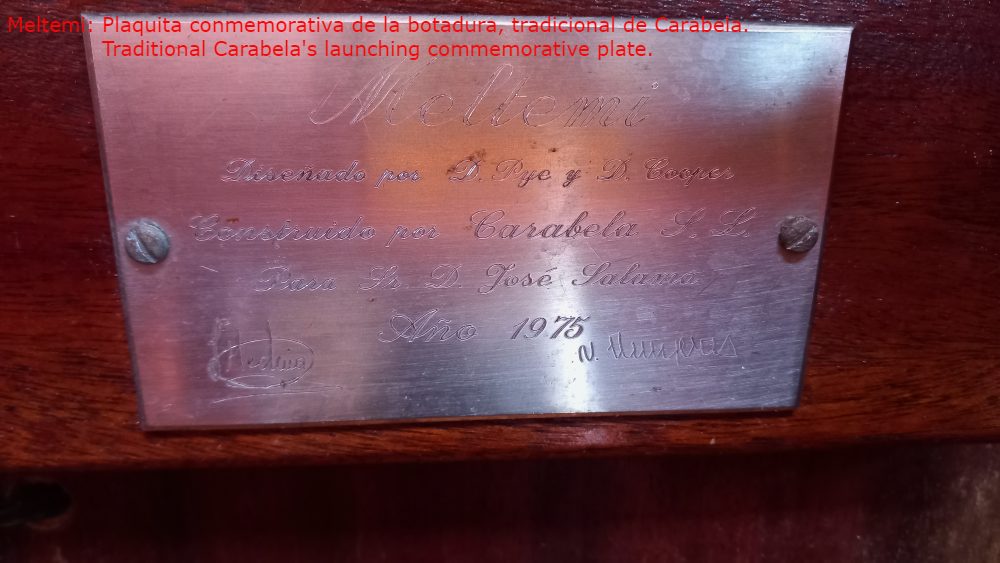 Meltemi: Plaquita conmemorativa de la botadura, tradicional de Carabela.
Traditional Carabela's launching commemorative plate.
Meltemi
Diseñado por D. Pye y D. Cooper
Construido por Carabela S. L.
Para Sr. D. José Salama
Año 1975
N.